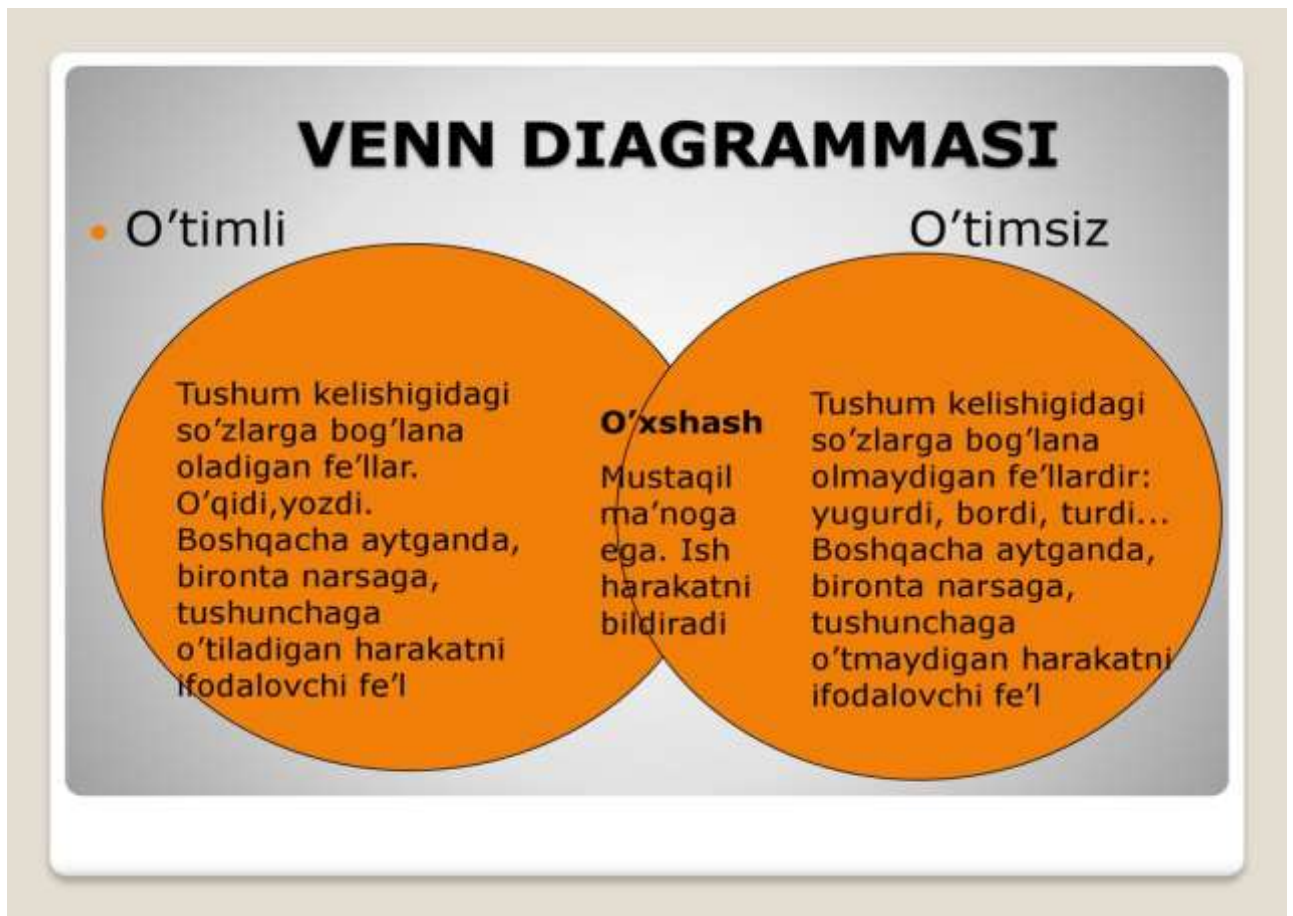 VENN DIAGRAMMASI
• O’timli
O’timsiz
Tushum kelishigidagi
so’zlarga bog’lana
oladigan fe’llar.
O’qidi,yozdi.
Boshqacha aytganda,
bironta narsaga,
tushunchaga
o’tiladigan harakatni
ifodalovchi fe’l
O’xshash
Mustaqil
ma’noga
ega. Ish
harakatni
bildiradi
Tushum kelishigidagi
so’zlarga bog’lana
olmaydigan fe’llardir:
yugurdi, bordi, turdi...
Boshqacha aytganda,
bironta narsaga,
tushunchaga
o’tmaydigan harakatni
ifodalovchi fe’l